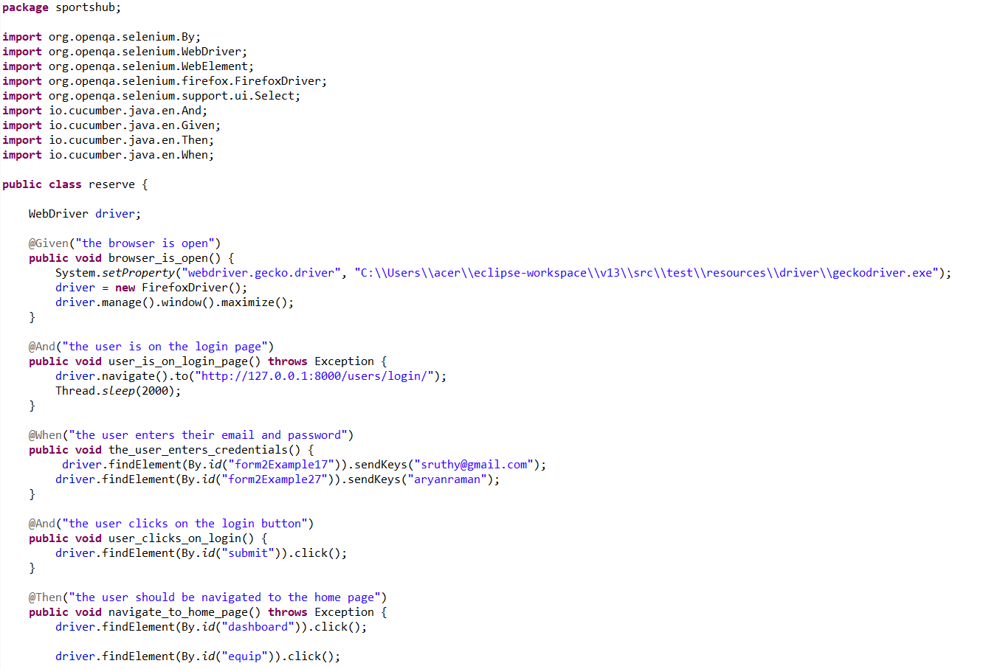 package sportshub;
import org.openqa.selenium.By;
import org.openqa.selenium.WebDriver;
import org.openqa.selenium.WebElement;
import org.openqa.selenium.firefox.FirefoxDriver;
import org.openqa.selenium.support.ui.Select;
import io.cucumber.java.en.And;
import io.cucumber.java.en.Given;
import io.cucumber.java.en.Then;
import io.cucumber.java.en.When;
public class reserve {
    WebDriver driver;
    @Given("the browser is open")
    public void browser_is_open() {
        System.setProperty("webdriver.gecko.driver", "C:\\Users\\acer\\eclipse-workspace\\v13\\src\\test\\resources\\driver\\geckodriver.exe");
        driver = new FirefoxDriver();
        driver.manage().window().maximize();
    }
    @And("the user is on the login page")
    public void user_is_on_login_page() throws Exception {
        driver.navigate().to("http://127.0.0.1:8000/users/login/");
        Thread.sleep(2000);
    }
    @When("the user enters their email and password")
    public void the_user_enters_credentials() {
         driver.findElement(By.id("form2Example17")).sendKeys("sruthy@gmail.com");
        driver.findElement(By.id("form2Example27")).sendKeys("aryanraman");
    }
    @And("the user clicks on the login button")
    public void user_clicks_on_login() {
        driver.findElement(By.id("submit")).click();
    }
    @Then("the user should be navigated to the home page")
    public void navigate_to_home_page() throws Exception {
        driver.findElement(By.id("dashboard")).click();
        driver.findElement(By.id("equip")).click();